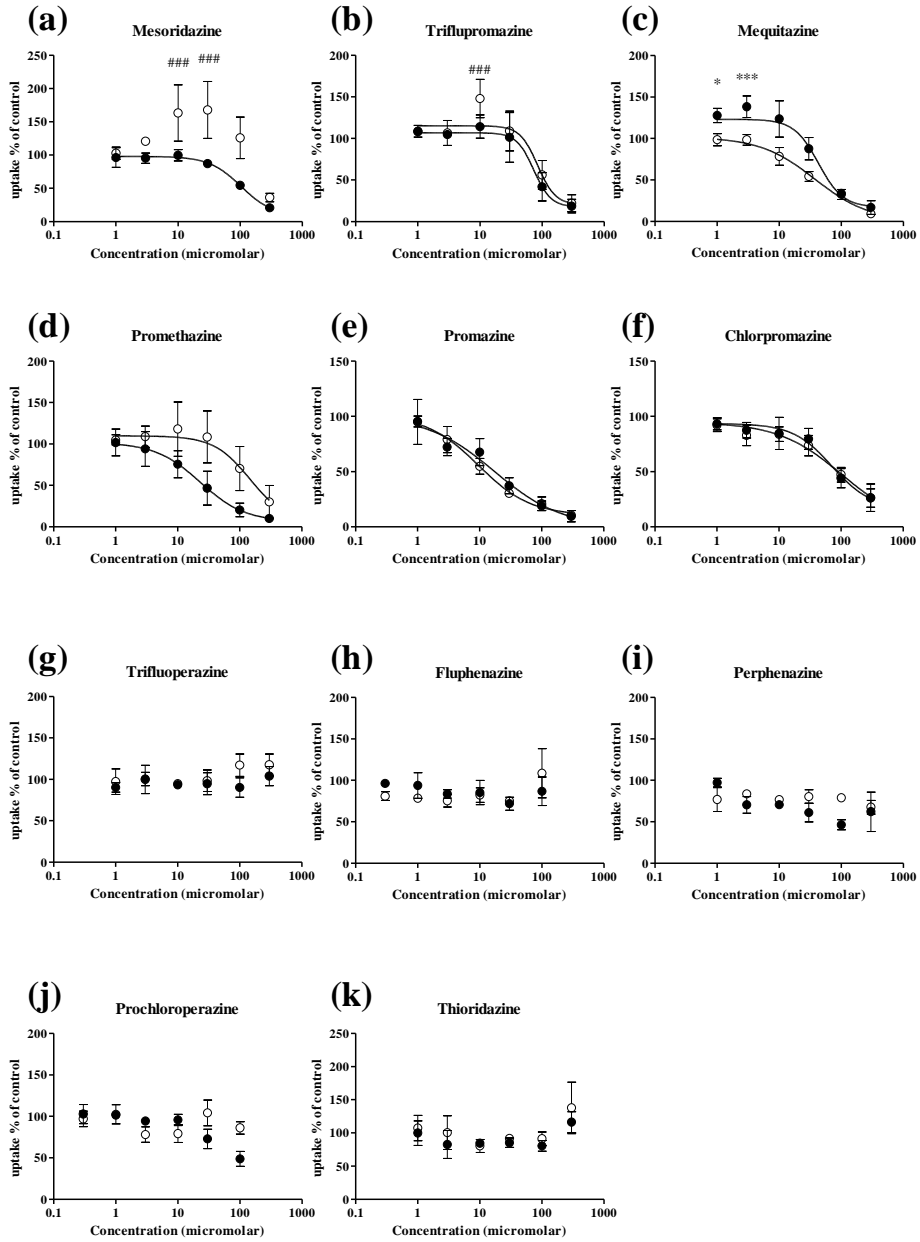 (a)
Mesoridazine
250
200
150
100
50
0
### ###
uptake % of control
0.1 1 10 100 1000
Concentration (micromolar)
(b)
Triflupromazine
200
150
100
50
0
###
uptake % of control
0.1 1 10 100 1000
Concentration (micromolar)
(c)
Mequitazine
200
150
100
50
0
* ***
uptake % of control
0.1 1 10 100 1000
Concentration (micromolar)
(d)
Promethazine
200
150
100
50
0
uptake % of control
0.1 1 10 100 1000
Concentration (micromolar)
(e)
Promazine
150
100
50
0
uptake % of control
0.1 1 10 100 1000
Concentration (micromolar)
(f)
Chlorpromazine
150
100
50
0
uptake % of control
0.1 1 10 100 1000
Concentration (micromolar)
(g)
Trifluoperazine
200
150
100
50
0
uptake % of control
0.1 1 10 100 1000
Concentration (micromolar)
(h)
Fluphenazine
200
150
100
50
0
uptake % of control
0.1 1 10 100 1000
Concentration (micromolar)
(i)
Perphenazine
200
150
100
50
0
uptake % of control
0.1 1 10 100 1000
Concentration (micromolar)
(j)
Prochloroperazine
200
150
100
50
0
uptake % of control
0.1 1 10 100 1000
Concentration (micromolar)
(k)
Thioridazine
250
200
150
100
50
0
uptake % of control
0.1 1 10 100 1000
Concentration (micromolar)